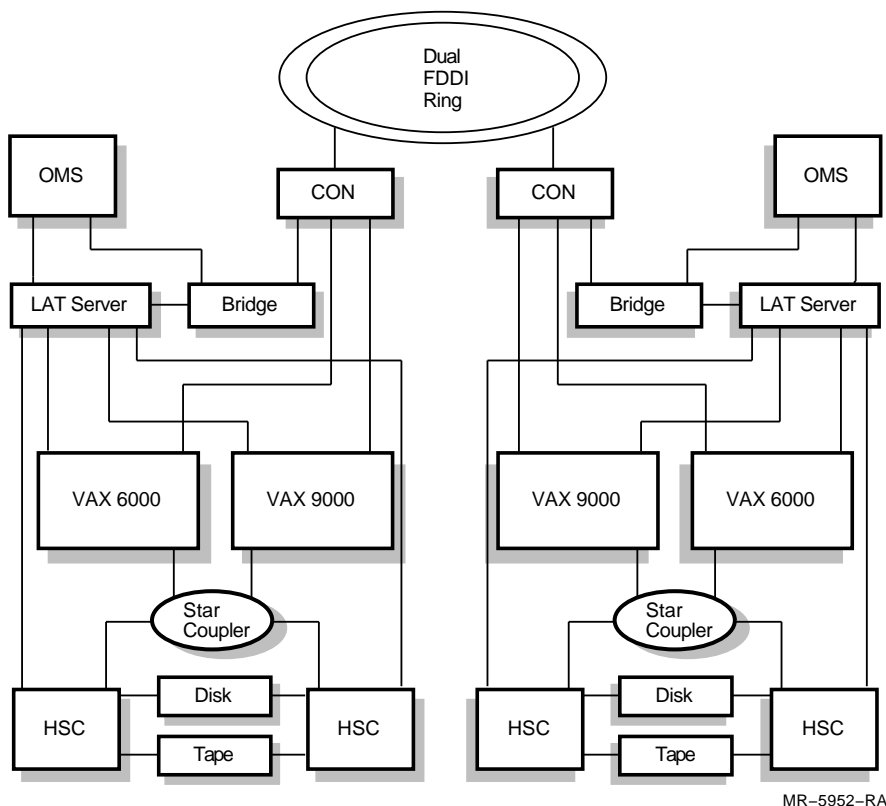 Dual
FDDI
Ring
OMS
CON
CON
OMS
LAT Server
Bridge
Bridge
LAT Server
VAX 6000
VAX 9000
VAX 9000
VAX 6000
Star
Coupler
Star
Coupler
HSC
Disk
HSC
HSC
Disk
HSC
Tape
Tape
MR−5952−RA